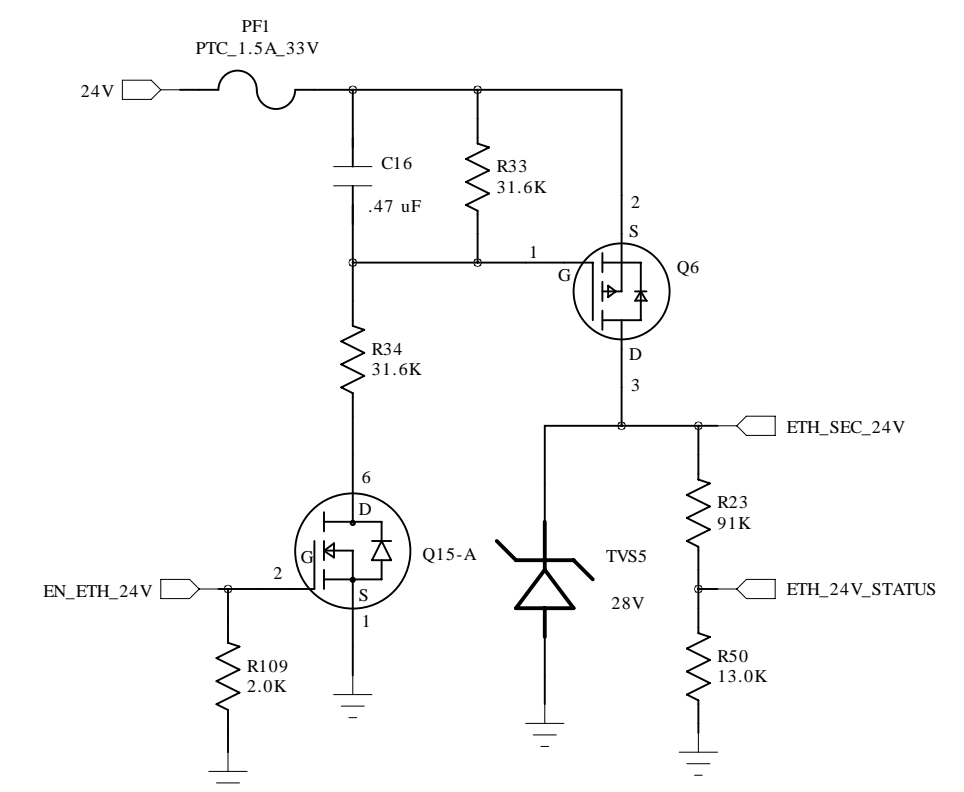 PF1
PTC_1.5A_33V
24V
C16
.47 uF
R33
31.6K
2
S
1
G
Q6
D
3
R34
31.6K
ETH_SEC_24V
6
D
G
Q15-A
S
1
2
EN_ETH_24V
R109
2.0K
TVS5
28V
R23
91K
ETH_24V_STATUS
R50
13.0K